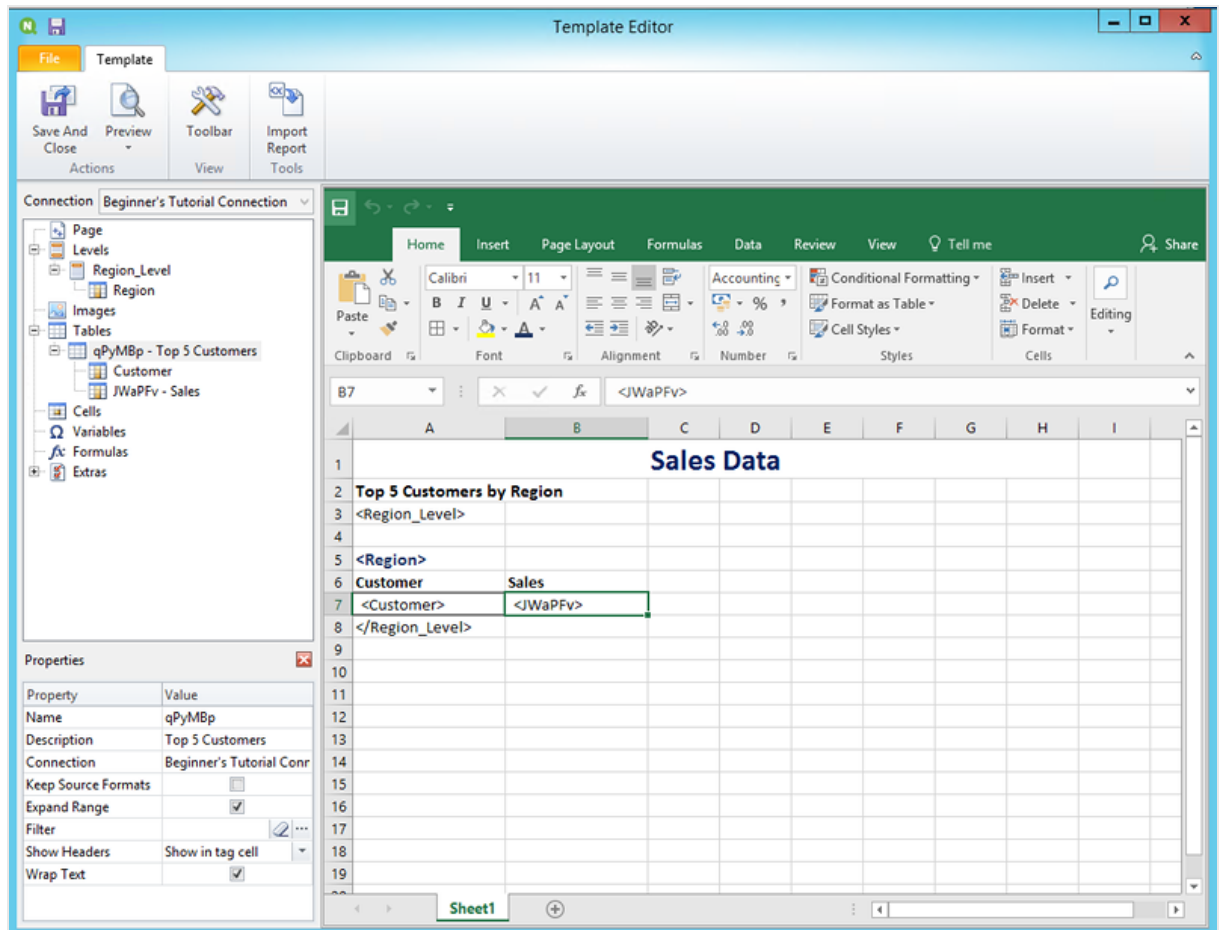 Template Editor
File Template
Save And Close Preview Toolbar Import Report
Actions View Tools
Connection Beginner's Tutorial Connection
Page
Levels
Region_Level
Region
Images
Tables
qPyMBp - Top 5 Customers
Customer
JWaPFv - Sales
Cells
Variables
Formulas
Extras
Properties
Property Value
Name qPyMBp
Description Top 5 Customers
Connection Beginner's Tutorial Conr
Keep Source Formats
Expand Range
Filter
Show Headers Show in tag cell
Wrap Text
Home Insert Page Layout Formulas Data Review View Tell me Share
Paste
Calibri 11
B I U
Accounting
Conditional Formatting
Format as Table
Cell Styles
Insert
Delete
Format
Editing
Clipboard Font Alignment Number Styles Cells
B7 fx <JWaPFv>
A B C D E F G H I
1 Sales Data
2 Top 5 Customers by Region
3 <Region_Level>
4
5 <Region>
6 Customer Sales
7 <Customer> <JWaPFv>
8 </Region_Level>
9
10
11
12
13
14
15
16
17
18
19
Sheet1